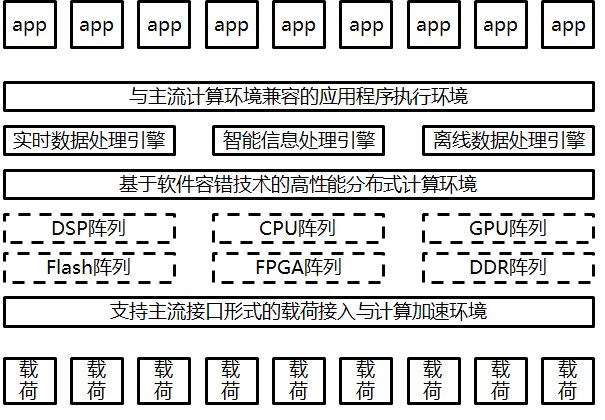 app app app app app app app app app
与主流计算环境兼容的应用程序执行环境
实时数据处理引擎 智能信息处理引擎 离线数据处理引擎
基于软件容错技术的高性能分布式计算环境
DSP阵列 CPU阵列 GPU阵列
Flash阵列 FPGA阵列 DDR阵列
支持主流接口形式的载荷接入与计算加速环境
载荷 载荷 载荷 载荷 载荷 载荷 载荷 载荷 载荷